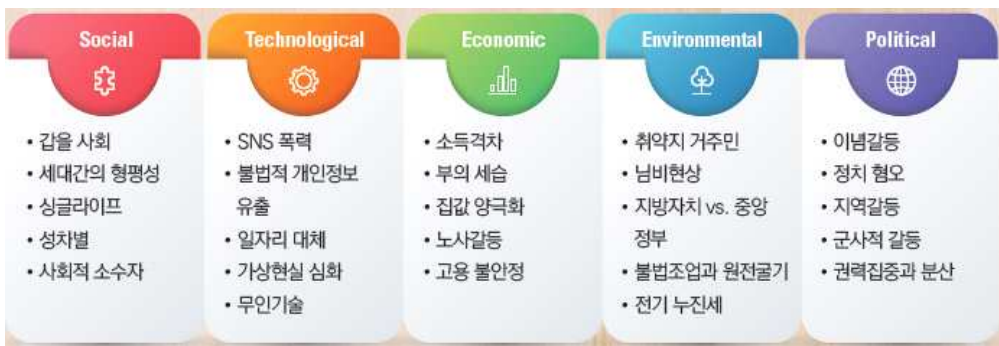 Social
• 갑을 사회
• 세대간의 형평성
• 싱글라이프
• 성차별
• 사회적 소수자
Technological
• SNS 폭력
• 불법적 개인정보
유출
• 일자리 대체
• 가상현실 심화
• 무인기술
Economic
• 소득격차
• 부의 세습
• 집값 양극화
• 노사갈등
• 고용 불안정
Environmental
• 취약지 거주민
• 님비현상
• 지방자치 vs. 중앙
정부
• 불법조업과 원전굴기
• 전기 누진세
Political
• 이념갈등
• 정치 혐오
• 지역갈등
• 군사적 갈등
• 권력집중과 분산